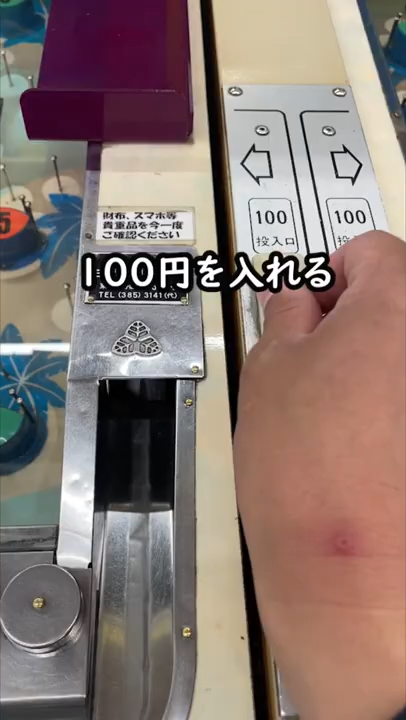 財布、スマホ等
貴重品を今一度
ご確認ください
100
投入口
100
投入
100円を入れる
TEL (385) 3141 (代)